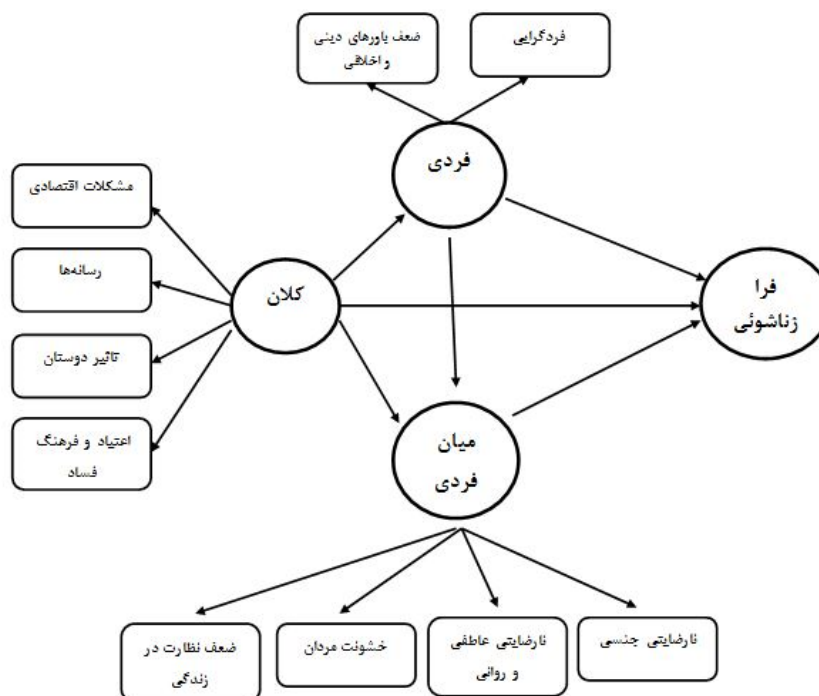 فردگرایی
ضعف باورهای دینی
و اخلاقی
فردی
مشکلات اقتصادی
رسانه‌ها
تاثیر دوستان
اعتیاد و فرهنگ
فساد
کلان
فرا
زناشوئی
میان
فردی
نارضایتی جنسی
نارضایتی عاطفی
و روانی
خشونت مردان
ضعف نظارت در
زندگی